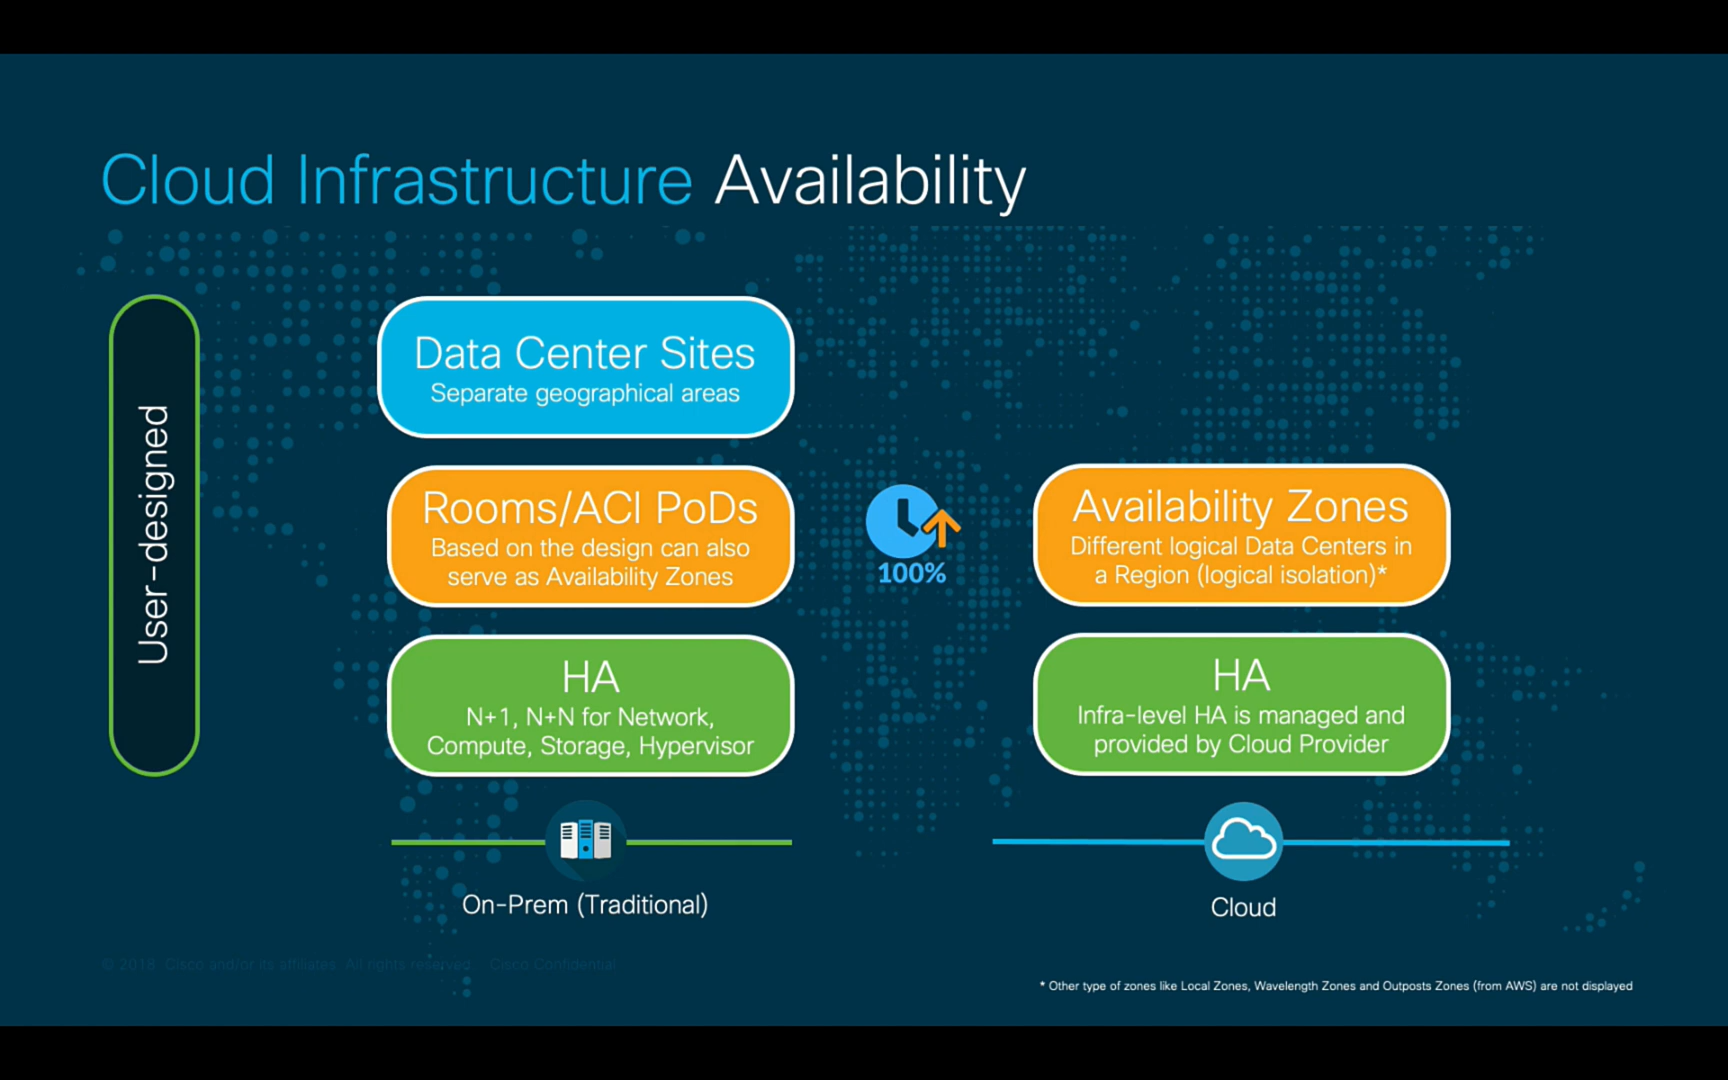 Cloud Infrastructure Availability
User-designed
Data Center Sites
Separate geographical areas
Rooms/ACI PoDs
Based on the design can also
serve as Availability Zones
HA
N+1, N+N for Network,
Compute, Storage, Hypervisor
On-Prem (Traditional)
100%
Availability Zones
Different logical Data Centers in
a Region (logical isolation)*
HA
Infra-level HA is managed and
provided by Cloud Provider
Cloud
© 2018 Cisco and/or its affiliates. All rights reserved. Cisco Confidential
* Other type of zones like Local Zones, Wavelength Zones and Outposts Zones (from AWS) are not displayed